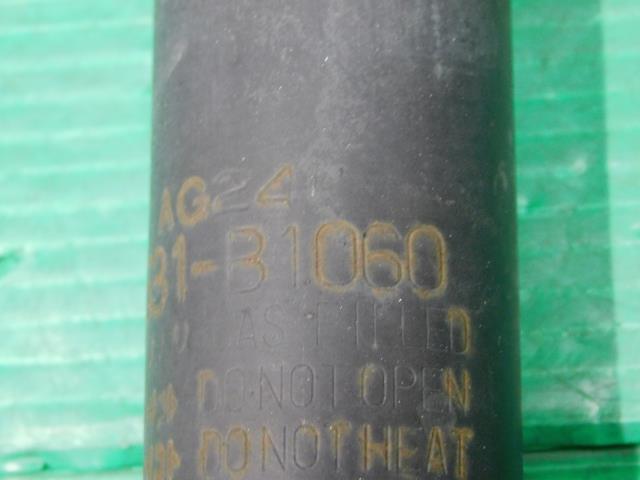 AG24
31-B1060
GAS FILLED
DO NOT OPEN
DO NOT HEAT